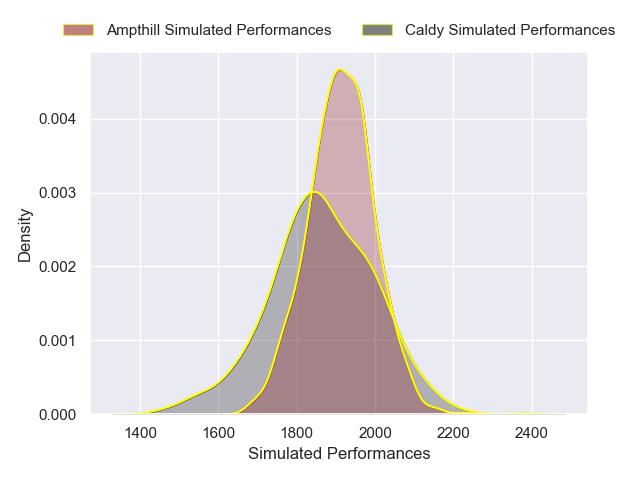 Ampthill Simulated Performances Caldy Simulated Performances
0.004
0.003
0.002
0.001
0.000
Density
1400 1600 1800 2000 2200 2400
Simulated Performances